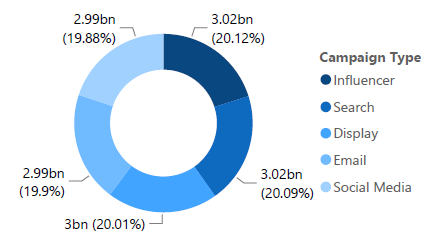 2.99bn
(19.88%)
3.02bn
(20.12%)
Campaign Type
Influencer
Search
Display
Email
Social Media
2.99bn
(19.9%)
3.02bn
(20.09%)
3bn (20.01%)